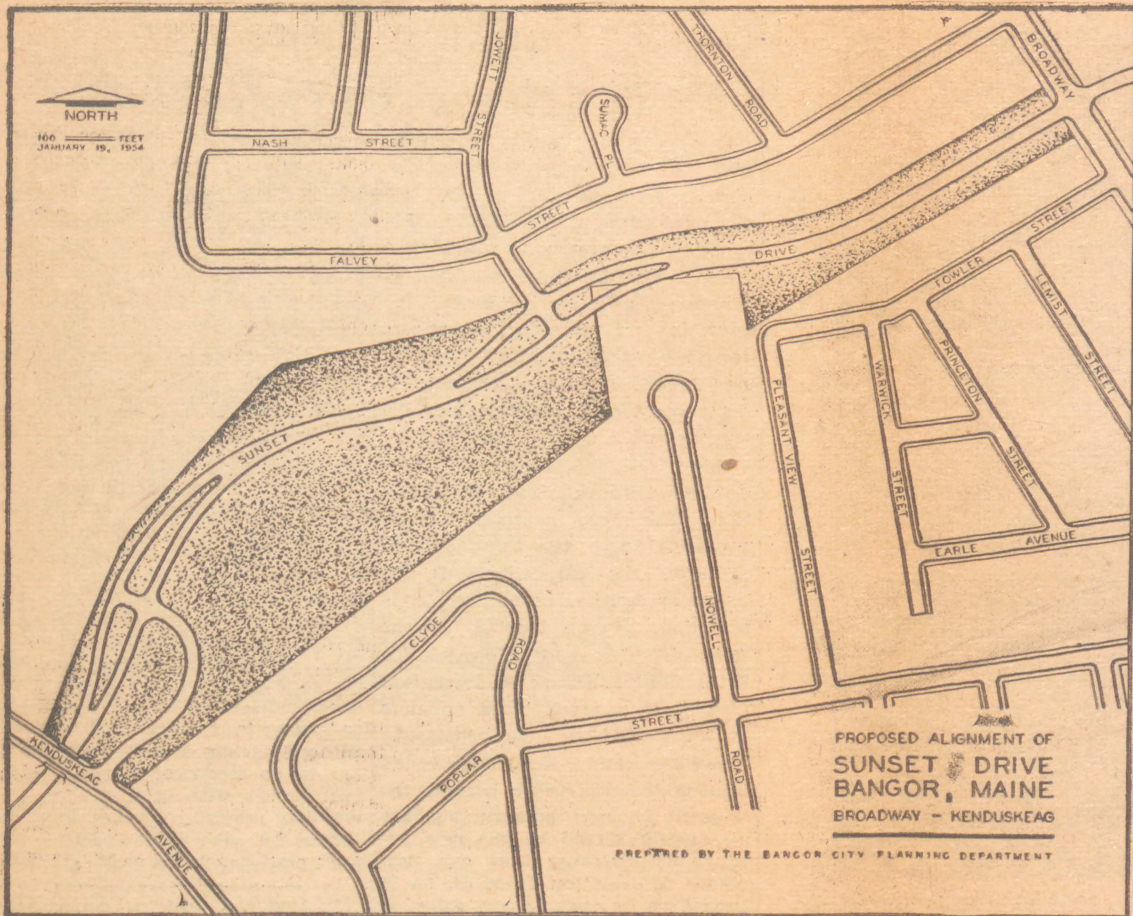 NORTH
100 FEET
JANUARY 19, 1954
NASH STREET
JOWETT STREET
SUMAC PL
THORNTON ROAD
BROADWAY
FALVEY STREET
SUNSET DRIVE
FOWLER STREET
LEMIST STREET
PRINCETON STREET
WARWICK STREET
PLEASANT VIEW STREET
EARLE AVENUE
NOWELL ROAD
CLYDE ROAD
POPLAR STREET
KENDUSKEAG AVENUE
PROPOSED ALIGNMENT OF
SUNSET DRIVE
BANGOR, MAINE
BROADWAY - KENDUSKEAG
PREPARED BY THE BANGOR CITY PLANNING DEPARTMENT